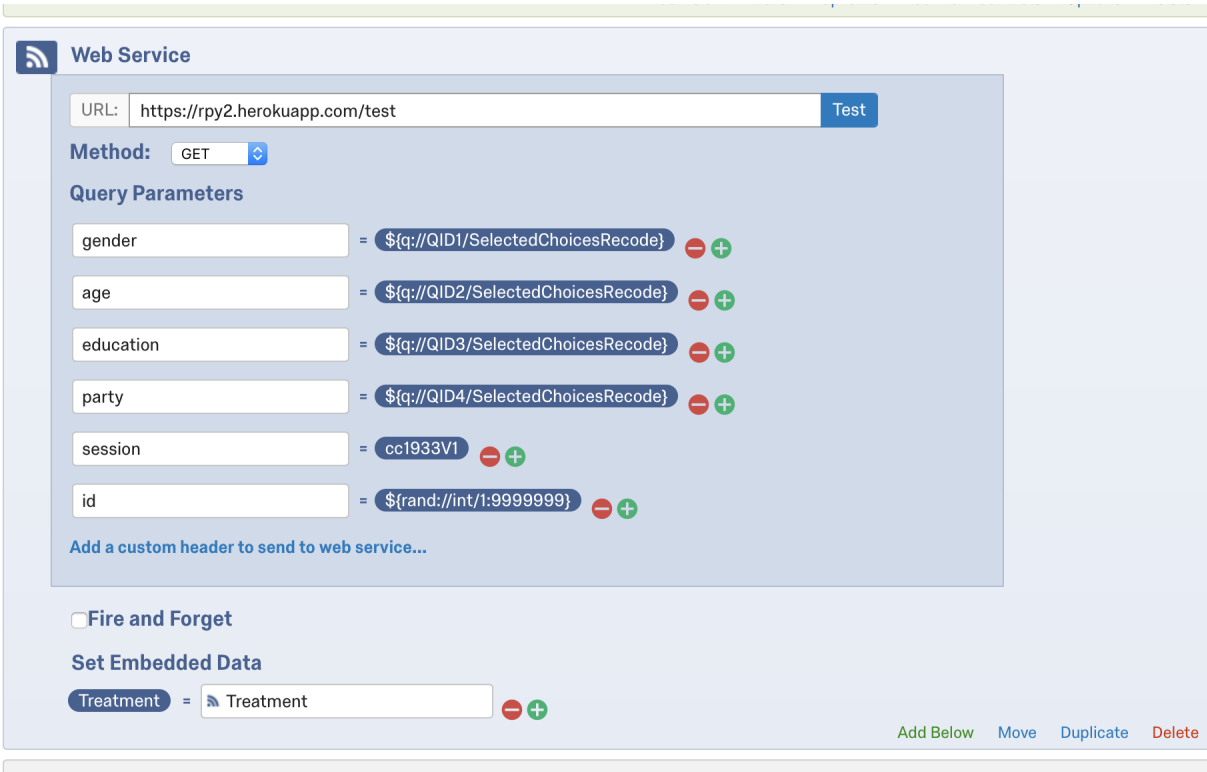 Web Service
URL: https://rpy2.herokuapp.com/test Test
Method: GET
Query Parameters
gender = ${q://QID1/SelectedChoicesRecode}
age = ${q://QID2/SelectedChoicesRecode}
education = ${q://QID3/SelectedChoicesRecode}
party = ${q://QID4/SelectedChoicesRecode}
session = cc1933V1
id = ${rand://int/1:9999999}
Add a custom header to send to web service...
Fire and Forget
Set Embedded Data
Treatment = Treatment
Add Below Move Duplicate Delete